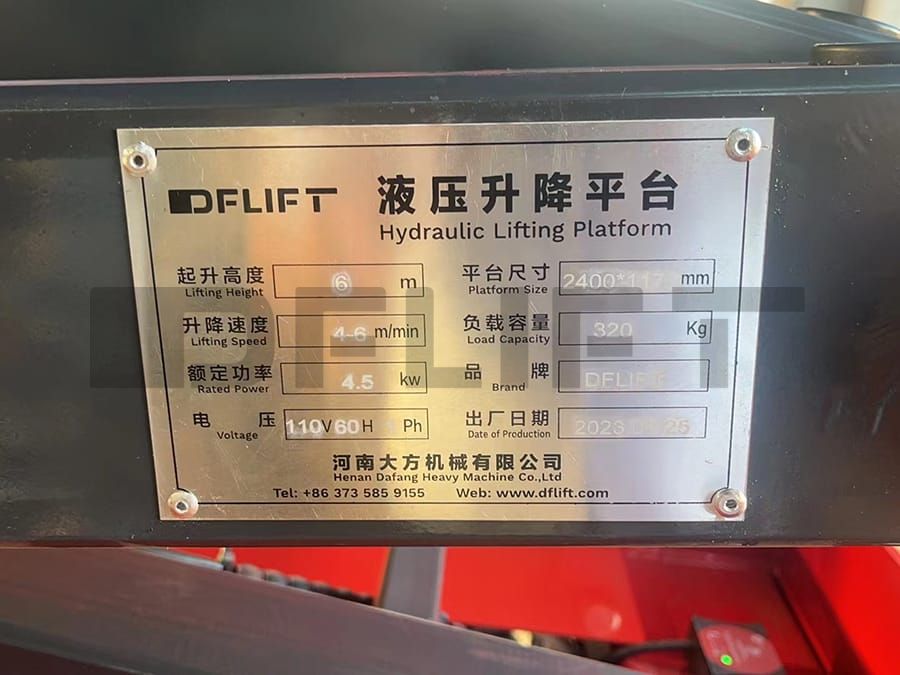 DFLIFT 液压升降平台
Hydraulic Lifting Platform
起升高度 6 m 平台尺寸 mm
Lifting Height Platform Size
升降速度 4-6 m/min 负载容量 320 Kg
Lifting Speed Load Capacity
额定功率 4.5 kw 品牌 DFLIFT
Rated Power Brand
电压 110V 60H Ph 出厂日期
Voltage Date of Production
河南大方机械有限公司
Henan Dafang Heavy Machine Co.,Ltd
Tel: +86 373 585 9155 Web: www.dflift.com
DFLIFT